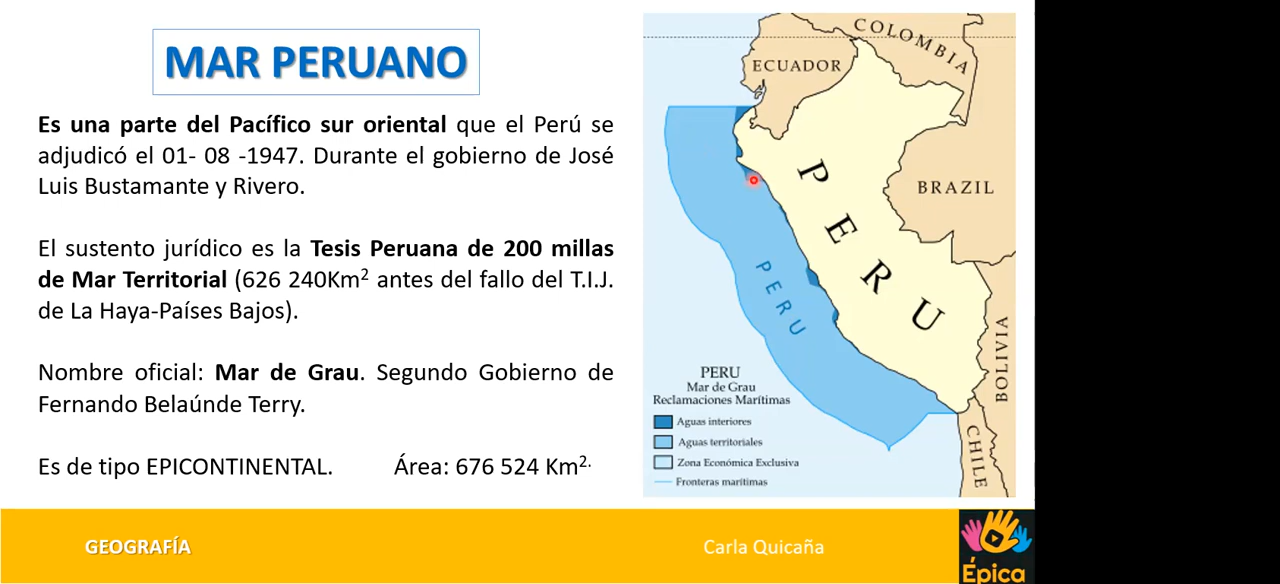 MAR PERUANO
Es una parte del Pacífico sur oriental que el Perú se
adjudicó el 01- 08 -1947. Durante el gobierno de José
Luis Bustamante y Rivero.
El sustento jurídico es la Tesis Peruana de 200 millas
de Mar Territorial (626 240Km2 antes del fallo del T.I.J.
de La Haya-Países Bajos).
Nombre oficial: Mar de Grau. Segundo Gobierno de
Fernando Belaúnde Terry.
Es de tipo EPICONTINENTAL. Área: 676 524 Km2.
COLOMBIA
ECUADOR
BRAZIL
PERU
PERU
BOLIVIA
CHILE
PERU
Mar de Grau
Reclamaciones Marítimas
Aguas interiores
Aguas territoriales
Zona Económica Exclusiva
Fronteras marítimas
GEOGRAFÍA
Carla Quicaña
Épica